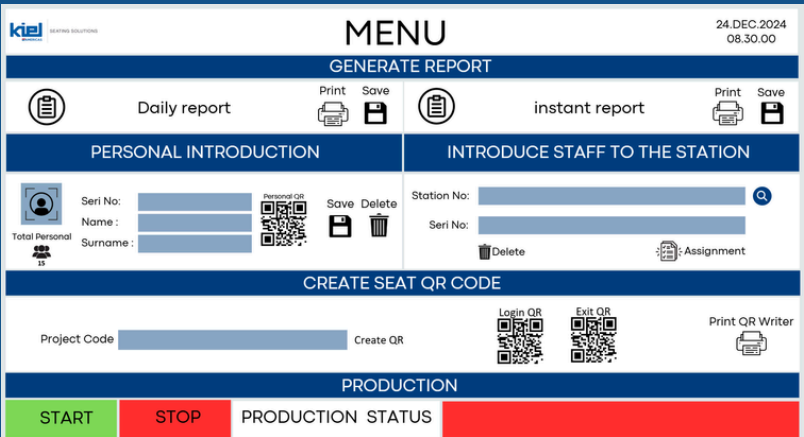 kiel
AMERICAS
SEATING SOLUTIONS
MENU
24.DEC.2024
08.30.00
GENERATE REPORT
Daily report
Print Save
instant report
Print Save
PERSONAL INTRODUCTION
INTRODUCE STAFF TO THE STATION
Total Personal
15
Seri No:
Name :
Surname :
Personal QR
Save Delete
Station No:
Seri No:
Delete
Assignment
CREATE SEAT QR CODE
Project Code
Create QR
Login QR
Exit QR
Print QR Writer
PRODUCTION
START
STOP
PRODUCTION STATUS